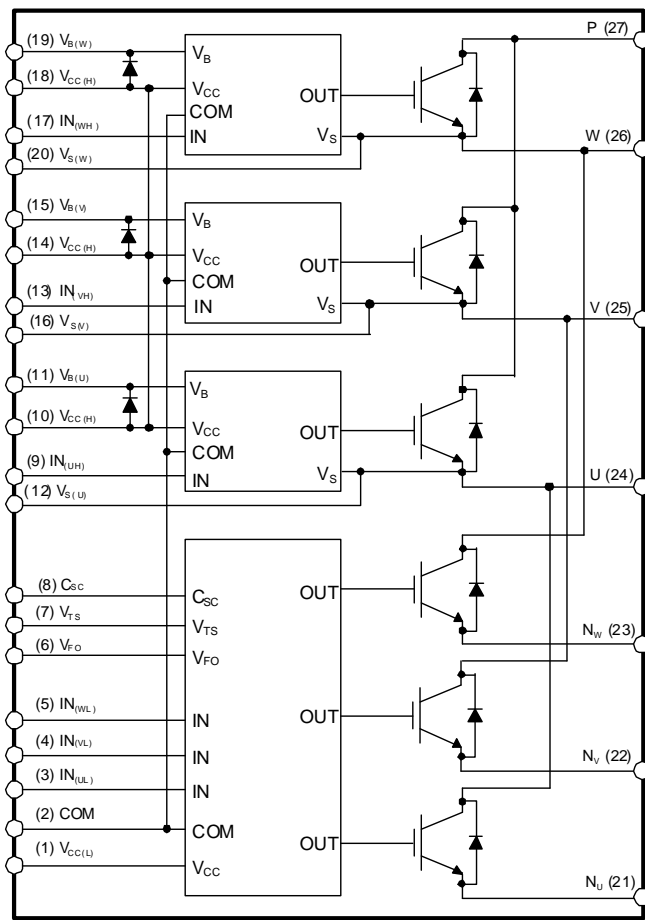 (19) VB(W)
VB
P (27)
(18) VCC(H)
VCC
OUT
COM
(17) IN(WH)
IN
VS
W (26)
(20) VS(W)
(15) VB(V)
VB
(14) VCC(H)
VCC
OUT
COM
(13) IN(VH)
IN
VS
V (25)
(16) VS(V)
(11) VB(U)
VB
(10) VCC(H)
VCC
OUT
COM
(9) IN(UH)
IN
VS
U (24)
(12) VS(U)
(8) CSC
CSC
OUT
(7) VTS
VTS
(6) VFO
VFO
NW (23)
(5) IN(WL)
IN
OUT
(4) IN(VL)
IN
NV (22)
(3) IN(UL)
IN
(2) COM
COM
OUT
(1) VCC(L)
VCC
NU (21)